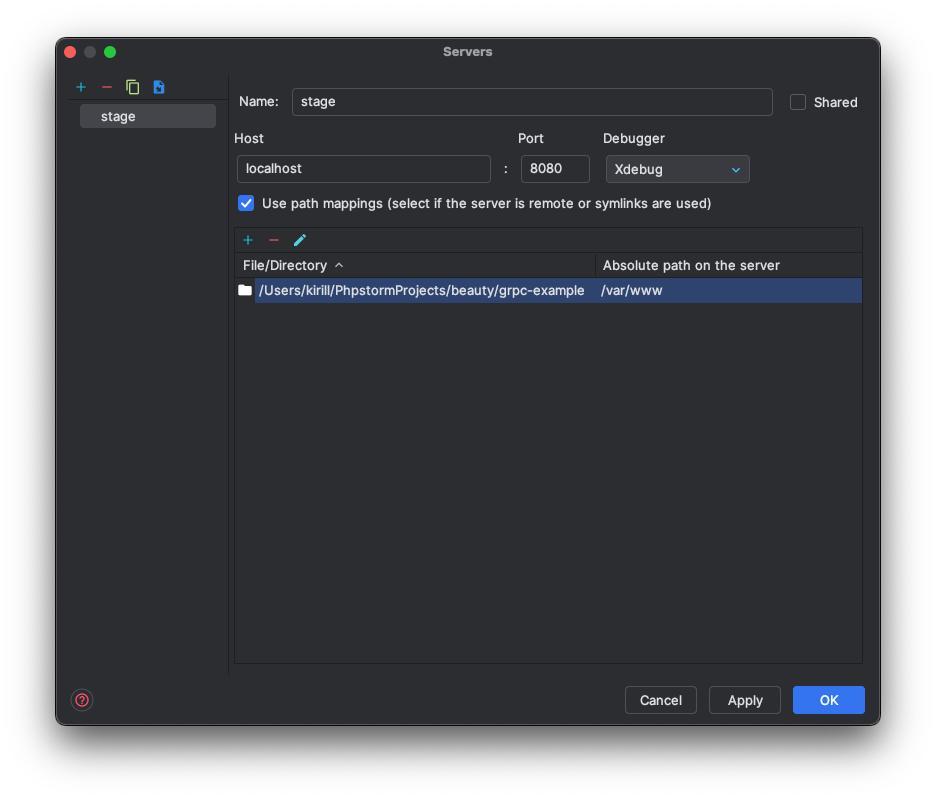 Servers
stage
Name: stage Shared
Host Port Debugger
localhost : 8080 Xdebug
Use path mappings (select if the server is remote or symlinks are used)
File/Directory Absolute path on the server
/Users/kirill/PhpstormProjects/beauty/grpc-example /var/www
? Cancel Apply OK